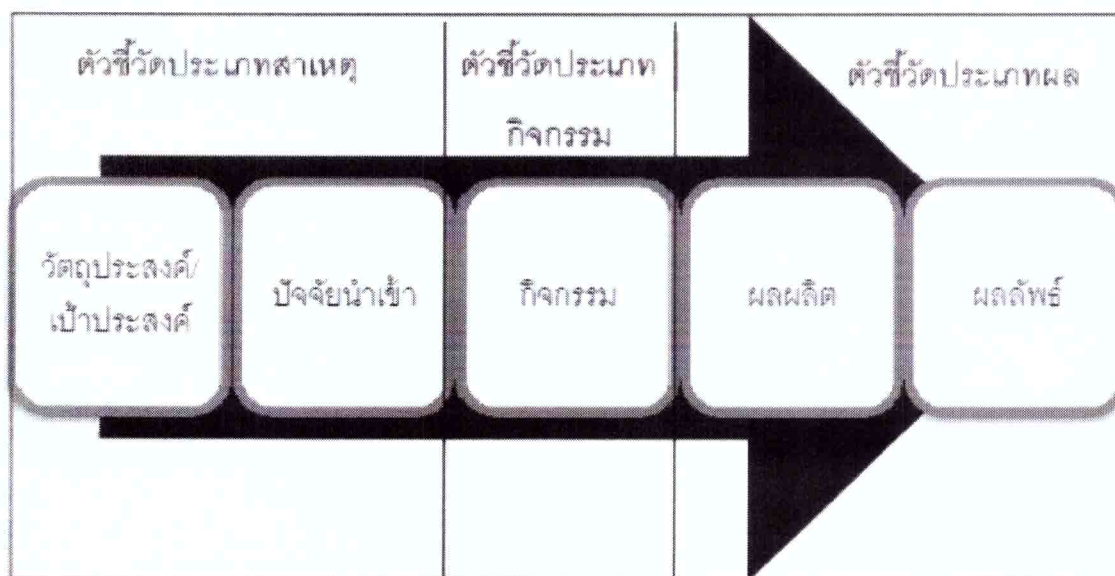 ตัวชี้วัดประเภทสาเหตุ
ตัวชี้วัดประเภท
กิจกรรม
ตัวชี้วัดประเภทผล
วัตถุประสงค์/
เป้าประสงค์
ปัจจัยนำเข้า
กิจกรรม
ผลผลิต
ผลลัพธ์